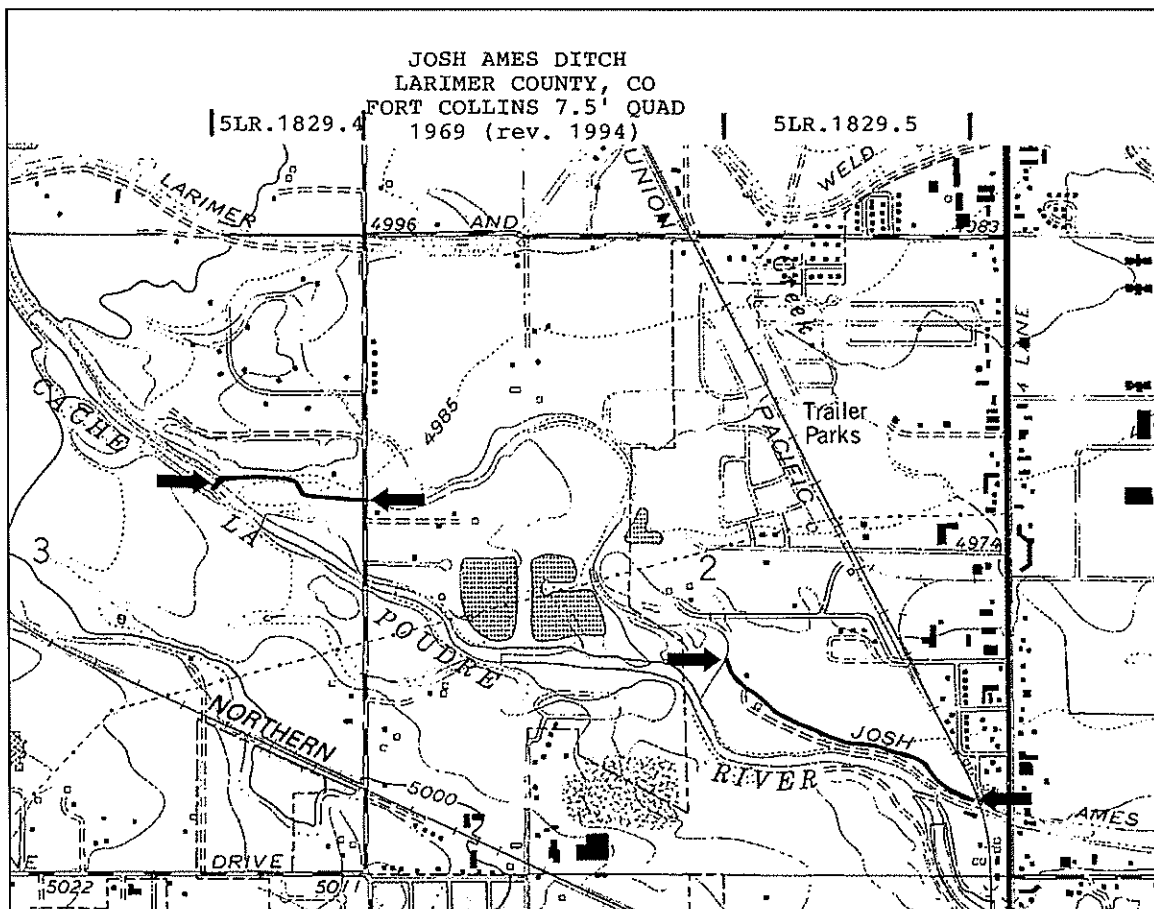 JOSH AMES DITCH
LARIMER COUNTY, CO
FORT COLLINS 7.5' QUAD
1969 (rev. 1994)
5LR.1829.4
5LR.1829.5
UNION
WELD
LARIMER
4996
AND
083
Creek
LANE
CACHE
4985
PACIFIC
Trailer
Parks
LA
4974
3
2
POUDRE
NORTHERN
JOSH
RIVER
5000
AMES
NE
DRIVE
5022
5011